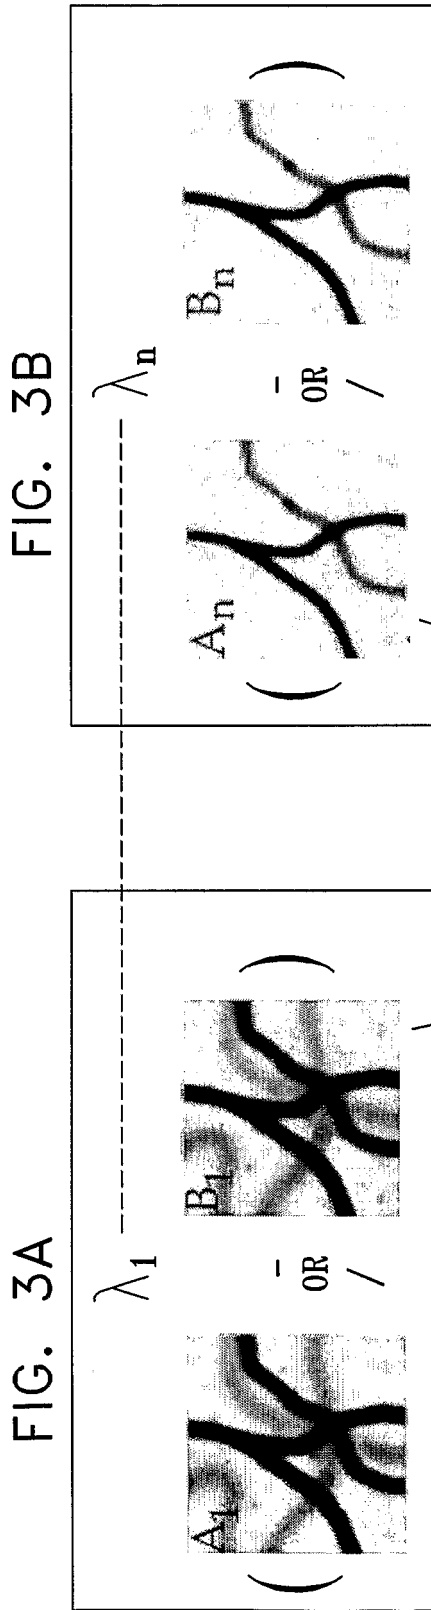 FIG. 3A
λ1
( A1 - OR / B1 )
FIG. 3B
λn
( An - OR / Bn )